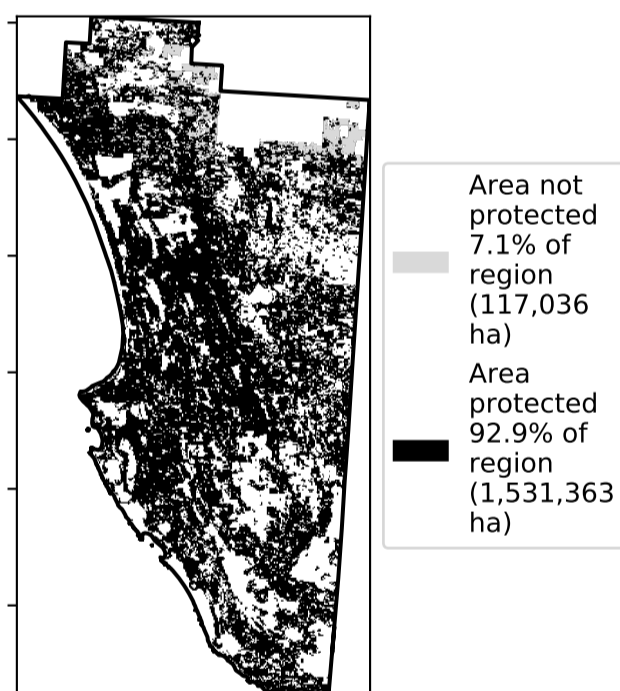 Area not
protected
7.1% of
region
(117,036
ha)
Area
protected
92.9% of
region
(1,531,363
ha)